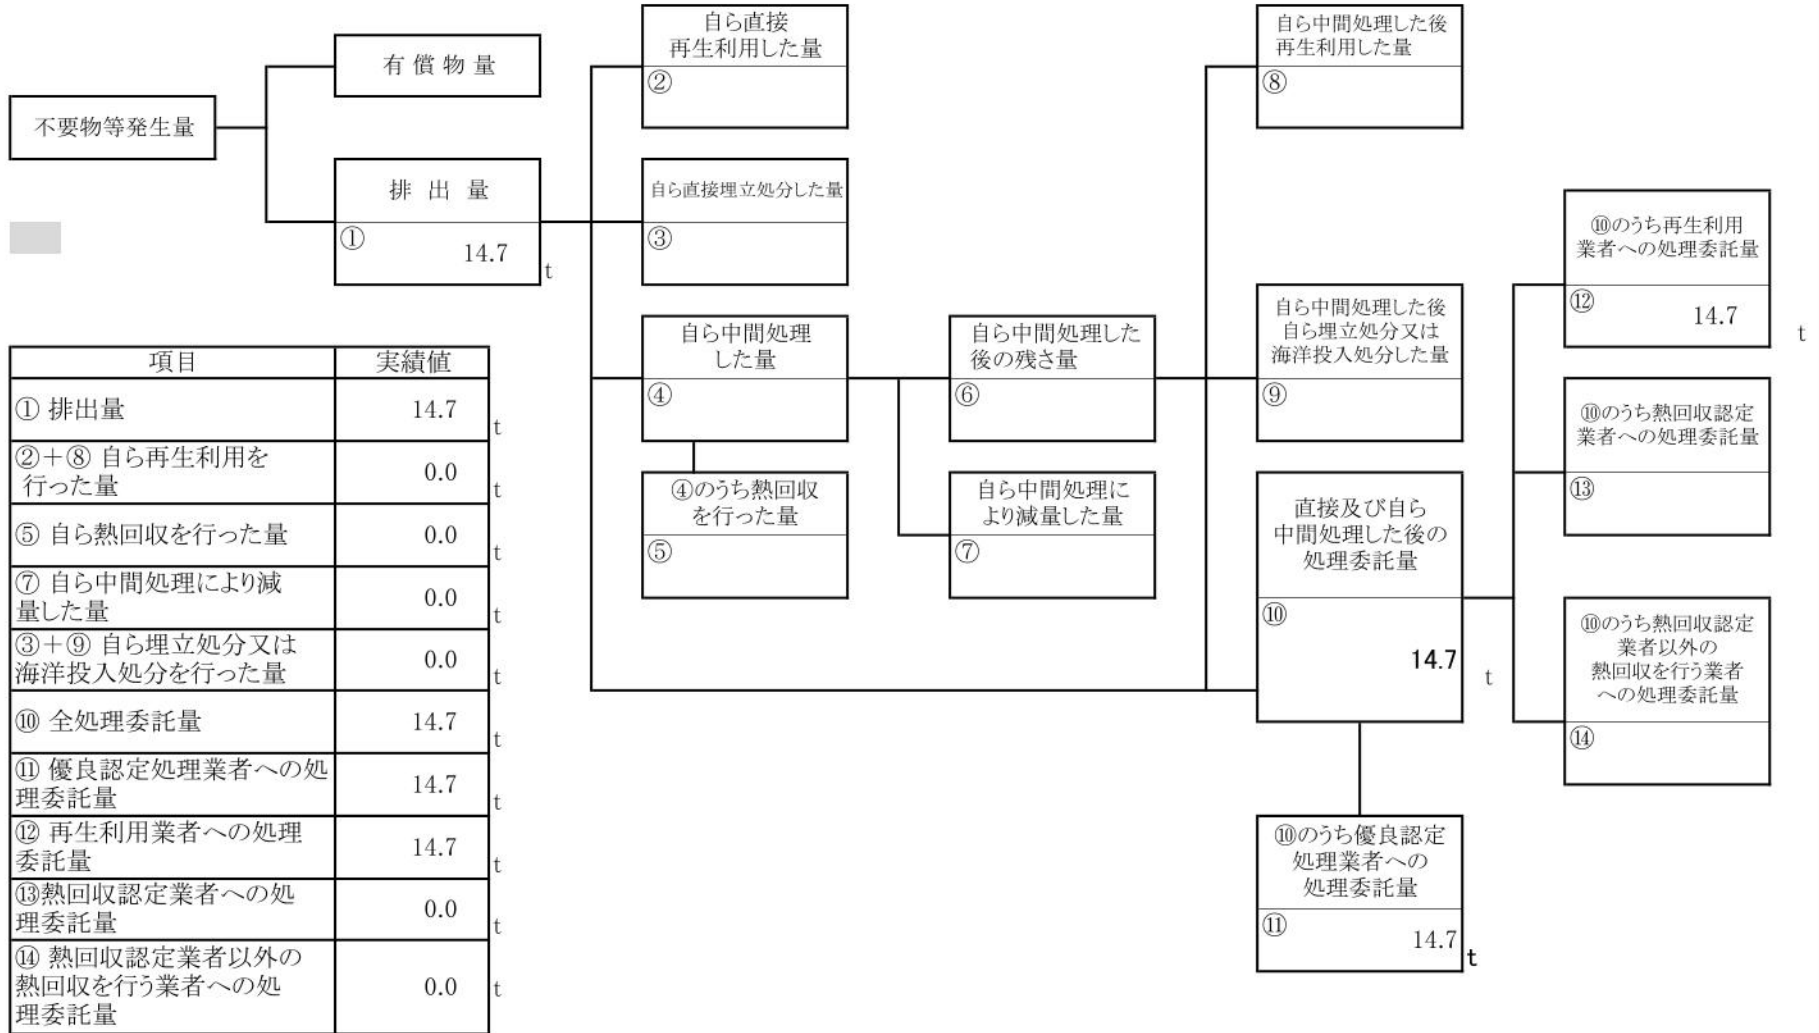 不要物等発生量
有償物量
排出量
①
14.7
t
自ら直接
再生利用した量
②
自ら直接埋立処分した量
③
自ら中間処理
した量
④
④のうち熱回収
を行った量
⑤
自ら中間処理した
後の残さ量
⑥
自ら中間処理に
より減量した量
⑦
自ら中間処理した後
再生利用した量
⑧
自ら中間処理した後
自ら埋立処分又は
海洋投入処分した量
⑨
直接及び自ら
中間処理した後の
処理委託量
⑩
14.7
t
⑩のうち優良認定
処理業者への
処理委託量
⑪
14.7
t
⑩のうち再生利用
業者への処理委託量
⑫
14.7
t
⑩のうち熱回収認定
業者への処理委託量
⑬
⑩のうち熱回収認定
業者以外の
熱回収を行う業者
への処理委託量
⑭
項目 実績値
① 排出量 14.7 t
②+⑧ 自ら再生利用を
行った量 0.0 t
⑤ 自ら熱回収を行った量 0.0 t
⑦ 自ら中間処理により減
量した量 0.0 t
③+⑨ 自ら埋立処分又は
海洋投入処分を行った量 0.0 t
⑩ 全処理委託量 14.7 t
⑪ 優良認定処理業者への処
理委託量 14.7 t
⑫ 再生利用業者への処理
委託量 14.7 t
⑬熱回収認定業者への処
理委託量 0.0 t
⑭ 熱回収認定業者以外の
熱回収を行う業者への処 0.0 t
理委託量